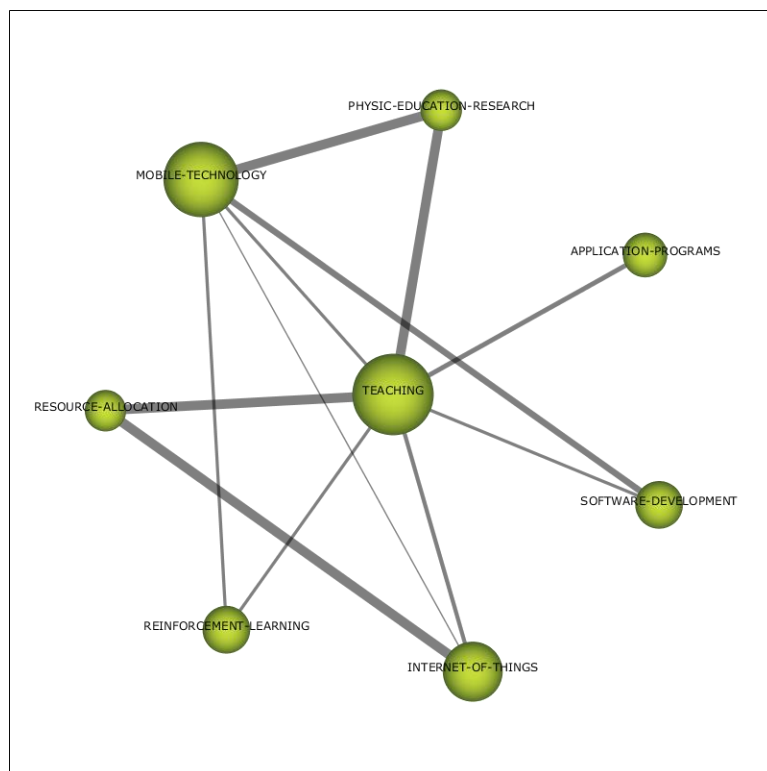 PHYSIC-EDUCATION-RESEARCH
MOBILE-TECHNOLOGY
APPLICATION-PROGRAMS
TEACHING
RESOURCE-ALLOCATION
SOFTWARE-DEVELOPMENT
REINFORCEMENT-LEARNING
INTERNET-OF-THINGS